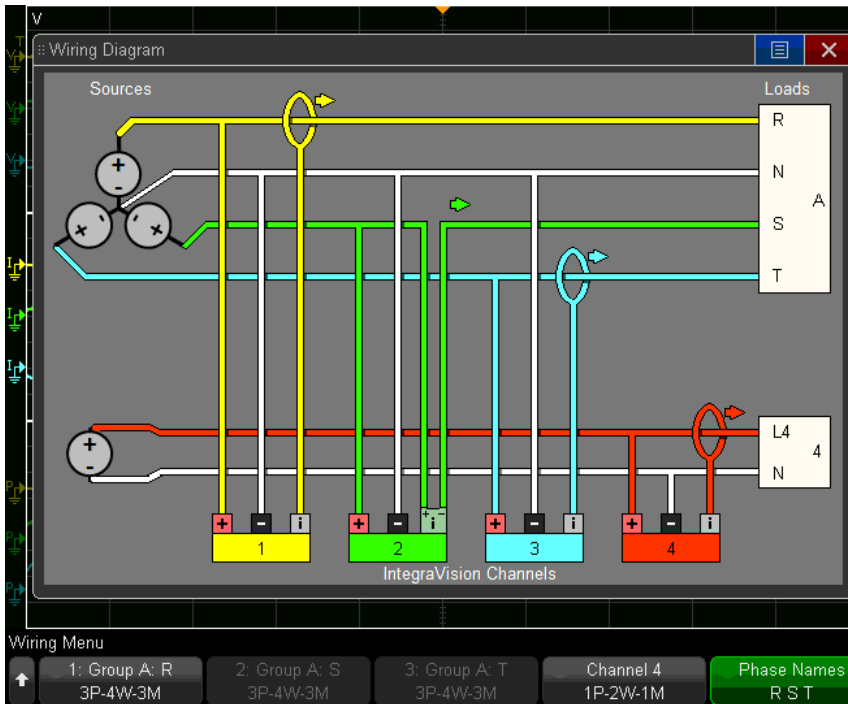 V
Wiring Diagram
Sources
Loads
R
N
A
S
T
L4
4
N
+
-
+
-
+
-
+
-
T
V
V
V
I
I
I
P
P
P
+ - i
+ - + i -
+ - i
+ - i
1
2
3
4
IntegraVision Channels
Wiring Menu
1: Group A: R
3P-4W-3M
2: Group A: S
3P-4W-3M
3: Group A: T
3P-4W-3M
Channel 4
1P-2W-1M
Phase Names
R S T